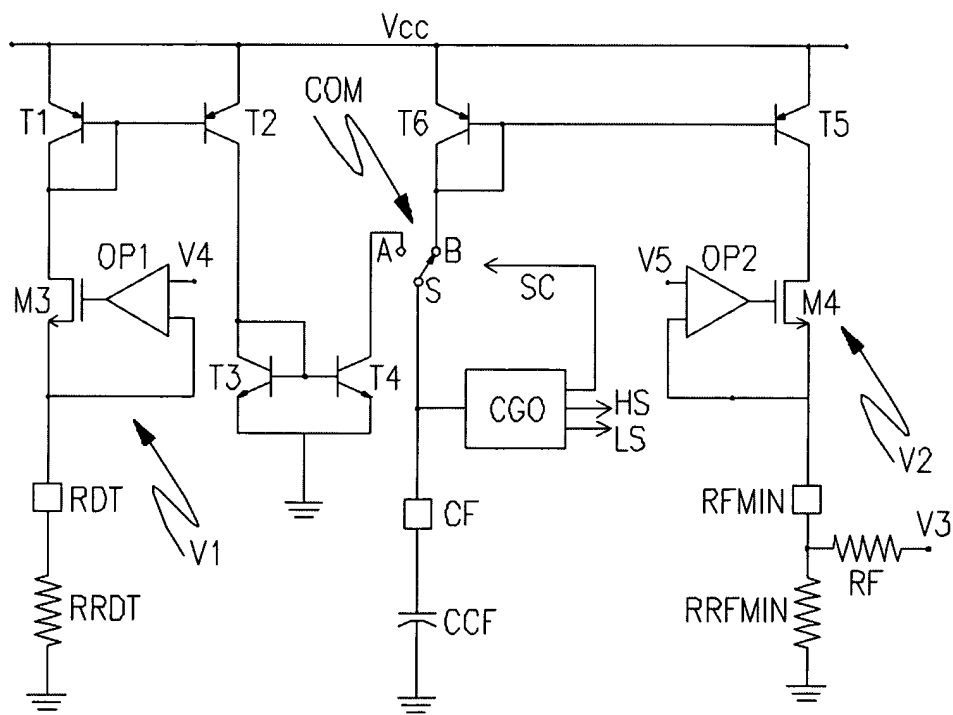 Vcc
COM
T1
T2
T6
T5
A
B
S
SC
OP1
V4
M3
V5
OP2
M4
T3
T4
CGO
HS
LS
V2
RDT
V1
CF
RFMIN
V3
RF
RRDT
CCF
RRFMIN